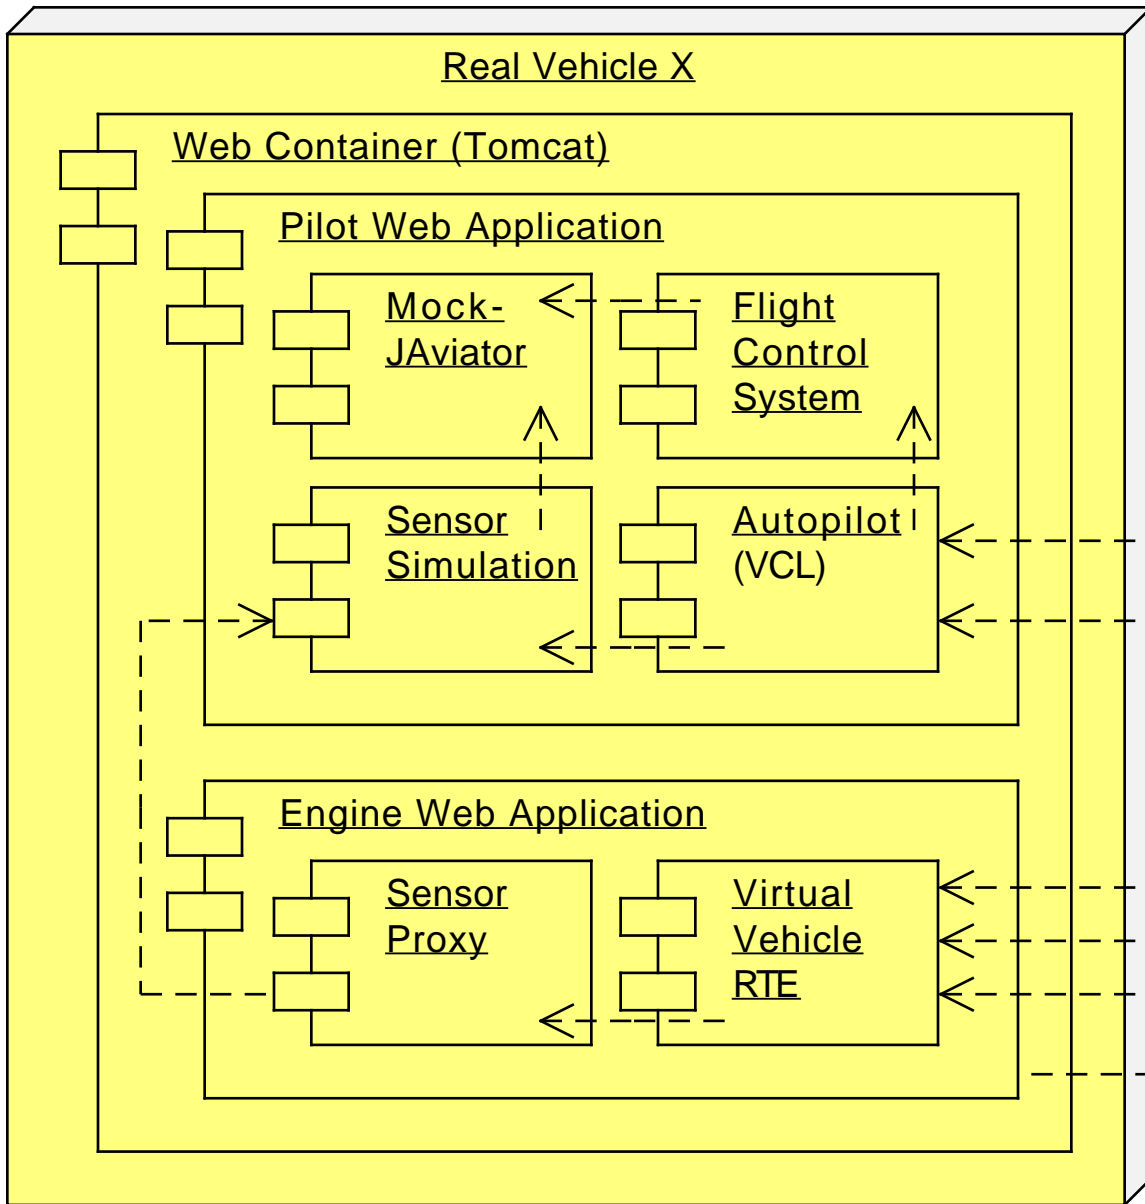 Real Vehicle X
Web Container (Tomcat)
Pilot Web Application
Mock-
JAviator
Flight
Control
System
Sensor
Simulation
Autopilot
(VCL)
Engine Web Application
Sensor
Proxy
Virtual
Vehicle
RTE